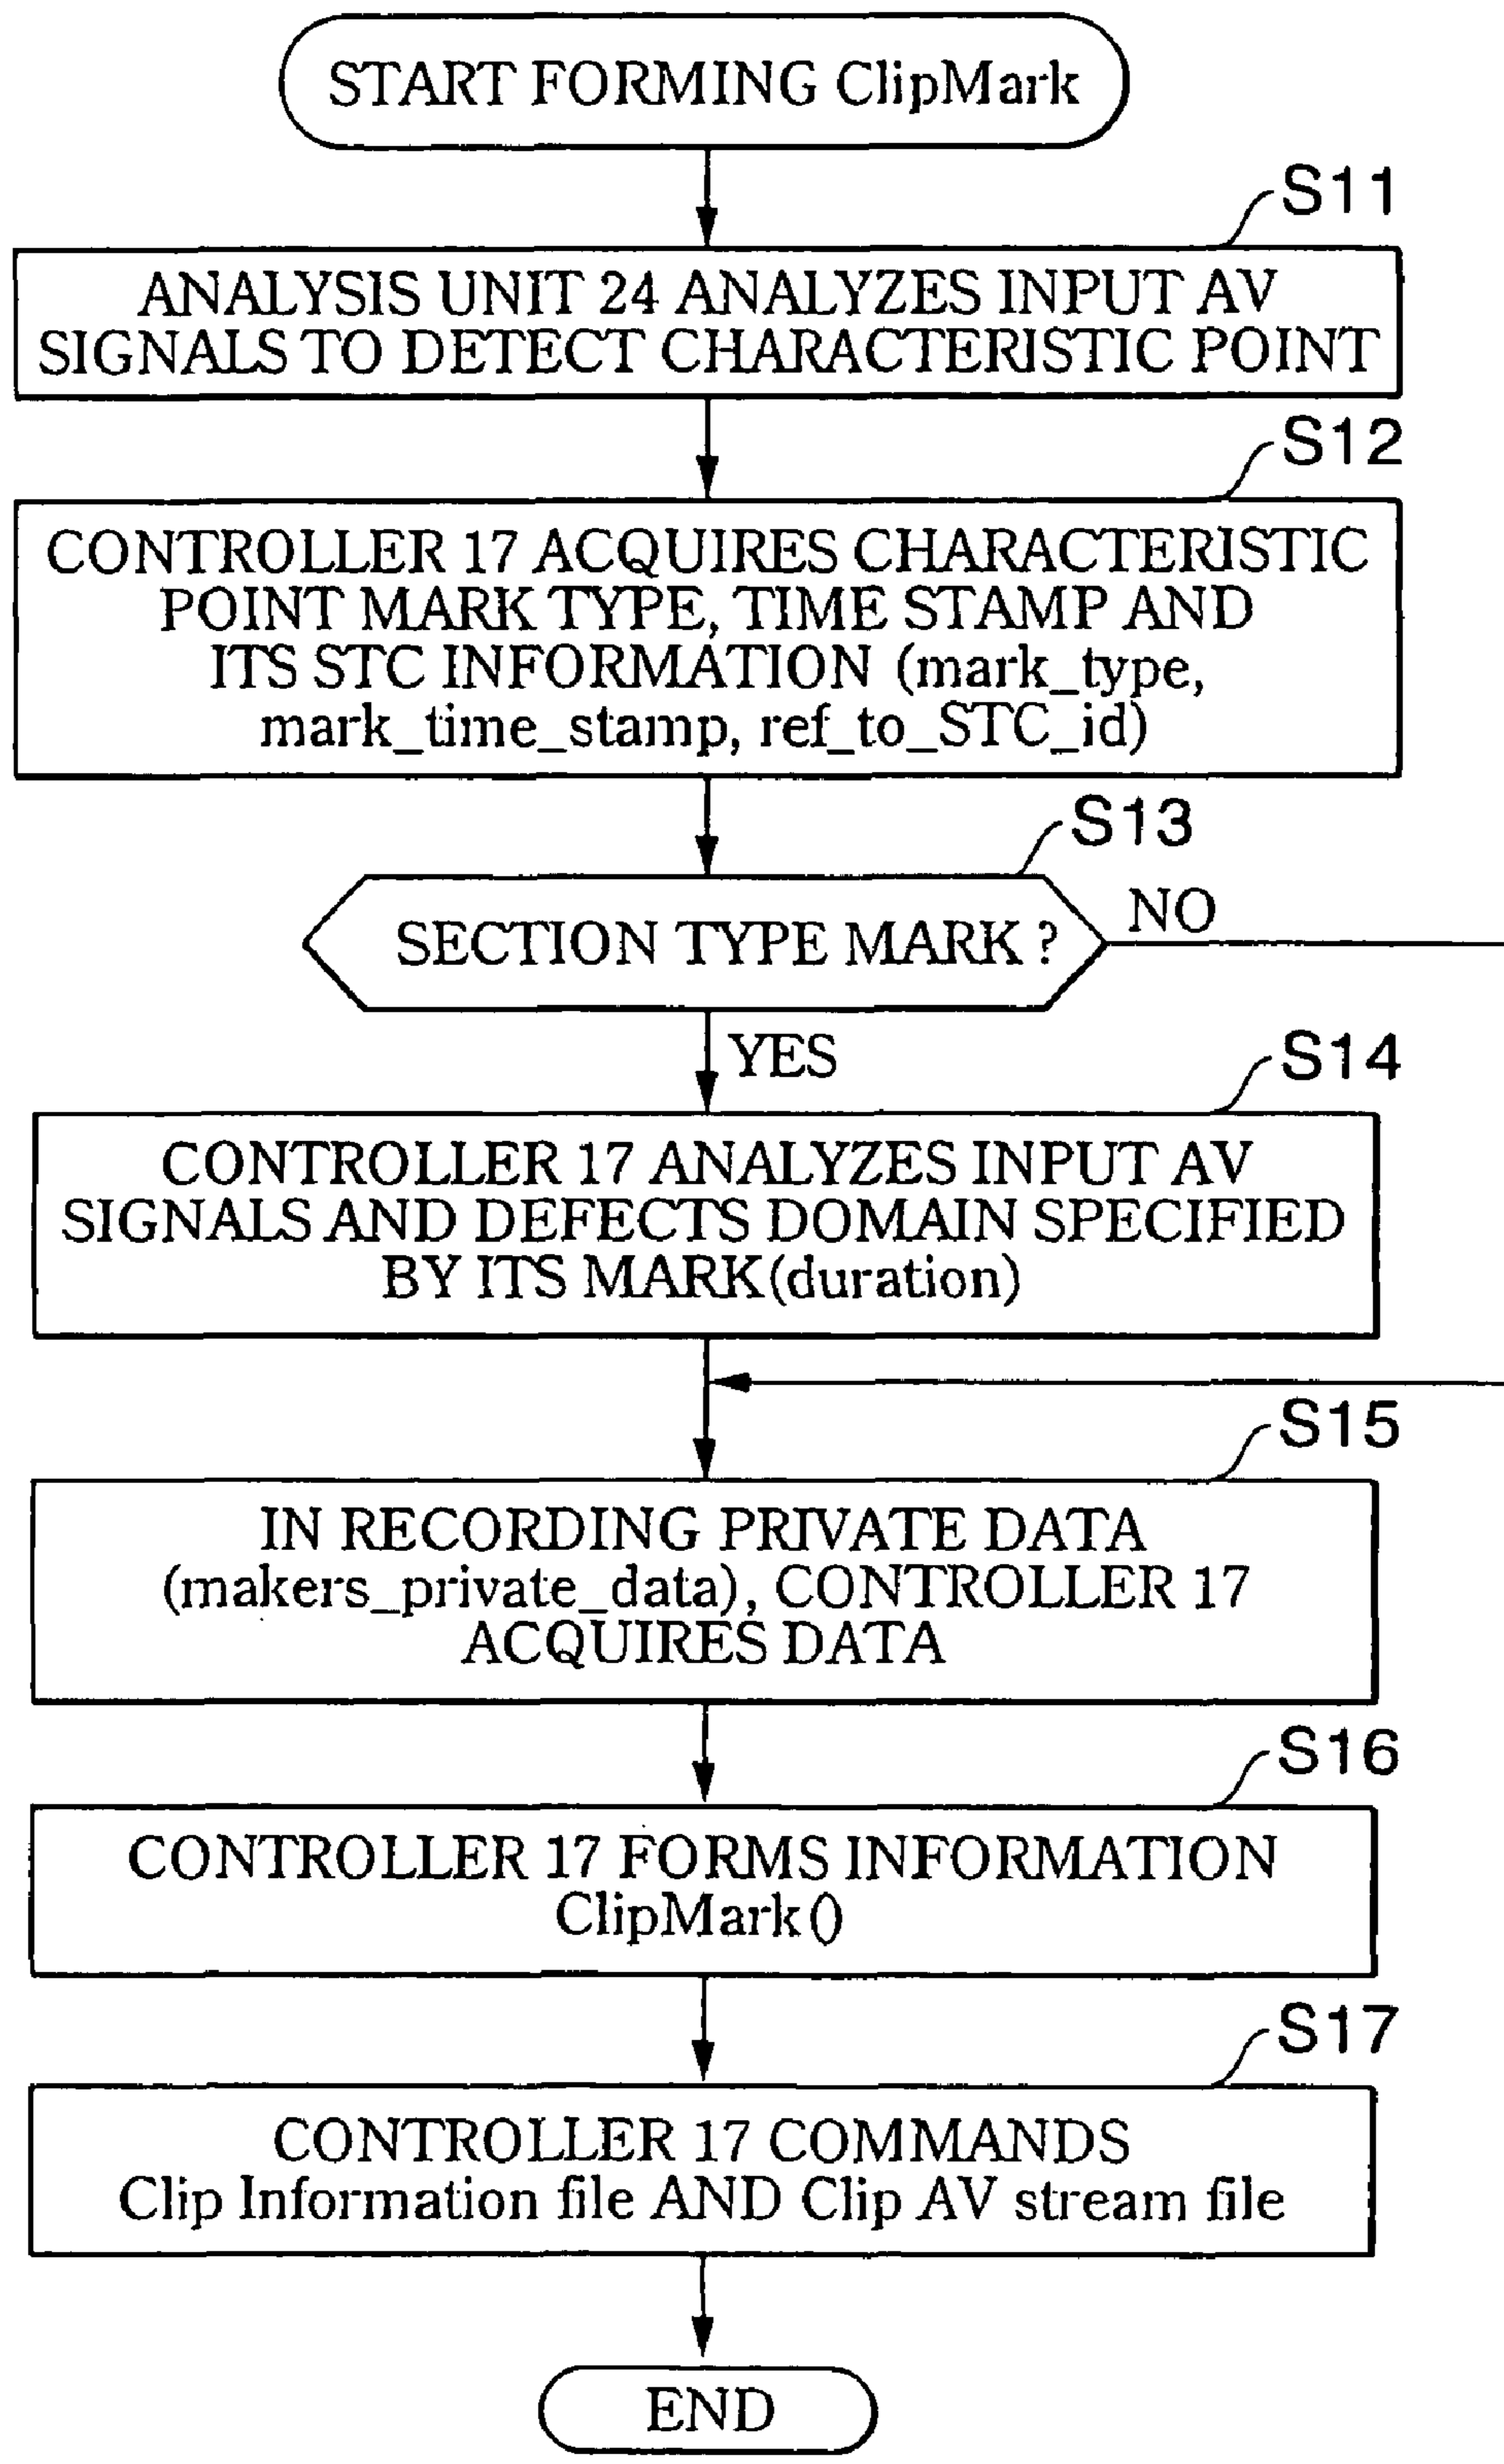 START FORMING ClipMark
S11
ANALYSIS UNIT 24 ANALYZES INPUT AV
SIGNALS TO DETECT CHARACTERISTIC POINT
S12
CONTROLLER 17 ACQUIRES CHARACTERISTIC
POINT MARK TYPE, TIME STAMP AND
ITS STC INFORMATION (mark_type,
mark_time_stamp, ref_to_STC_id)
S13
SECTION TYPE MARK ?
NO
YES
S14
CONTROLLER 17 ANALYZES INPUT AV
SIGNALS AND DEFECTS DOMAIN SPECIFIED
BY ITS MARK(duration)
S15
IN RECORDING PRIVATE DATA
(makers_private_data), CONTROLLER 17
ACQUIRES DATA
S16
CONTROLLER 17 FORMS INFORMATION
ClipMark()
S17
CONTROLLER 17 COMMANDS
Clip Information file AND Clip AV stream file
END